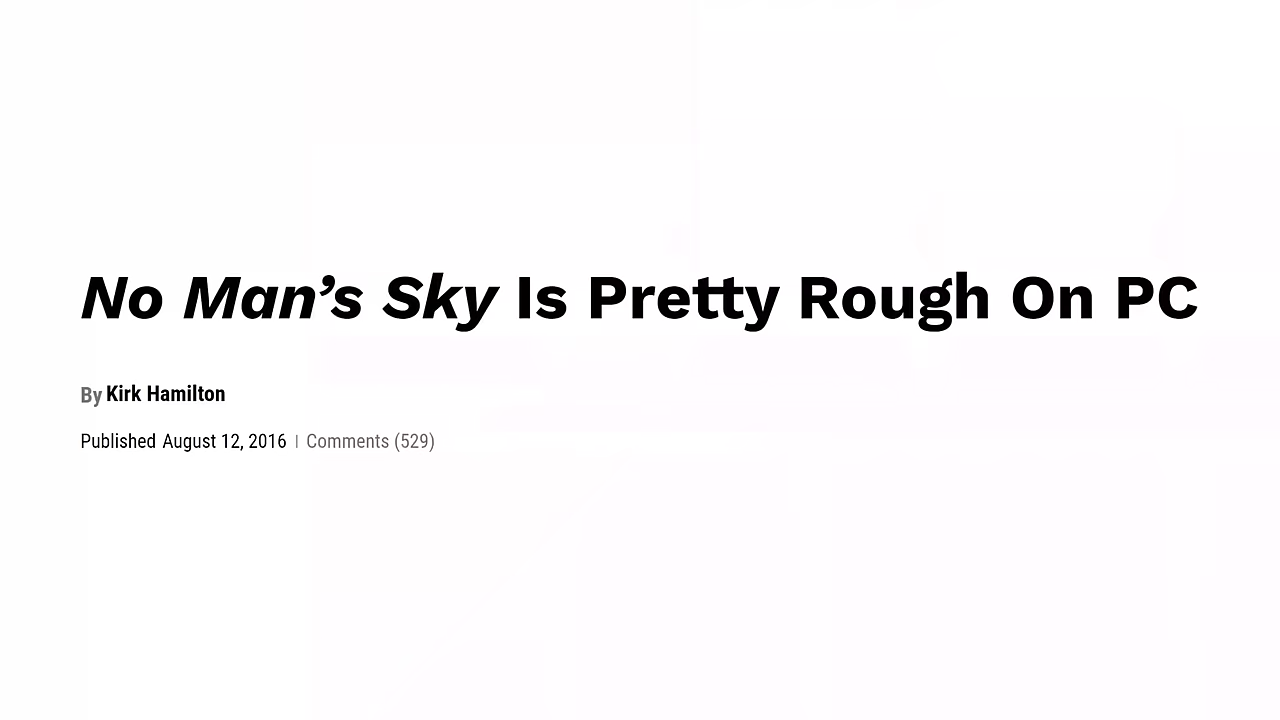 No Man’s Sky Is Pretty Rough On PC
By Kirk Hamilton
Published August 12, 2016 | Comments (529)